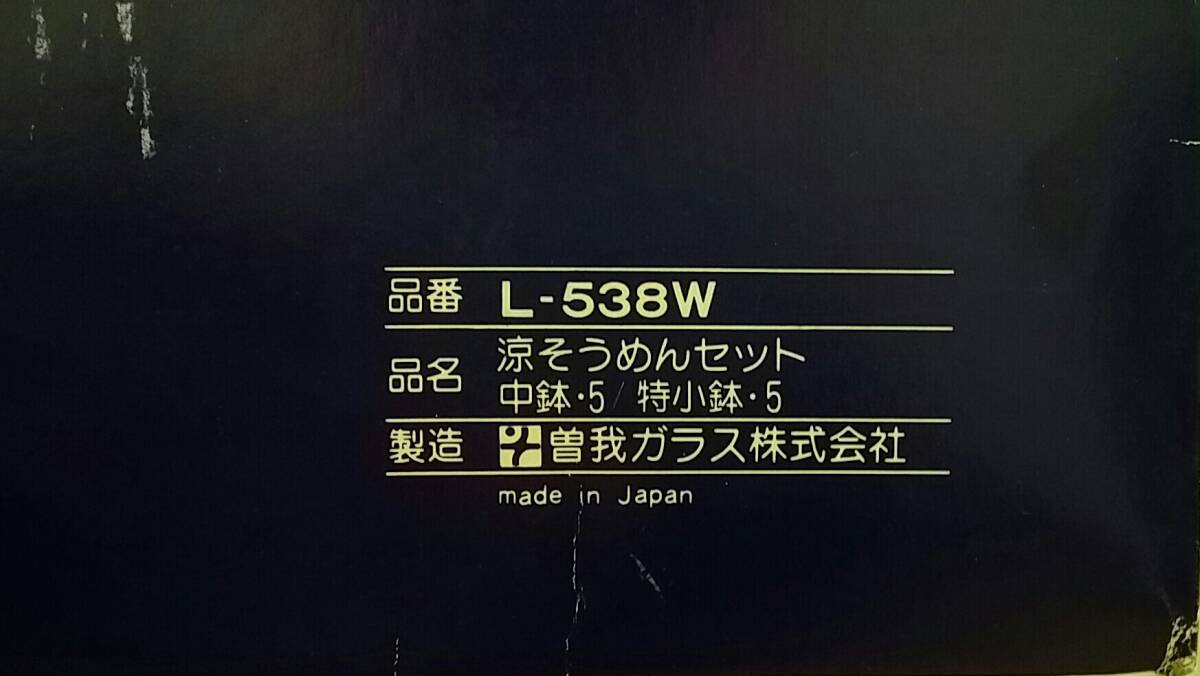 品番 L-538W
品名 涼そうめんセット
中鉢・5/特小鉢・5
製造 曽我ガラス株式会社
made in Japan